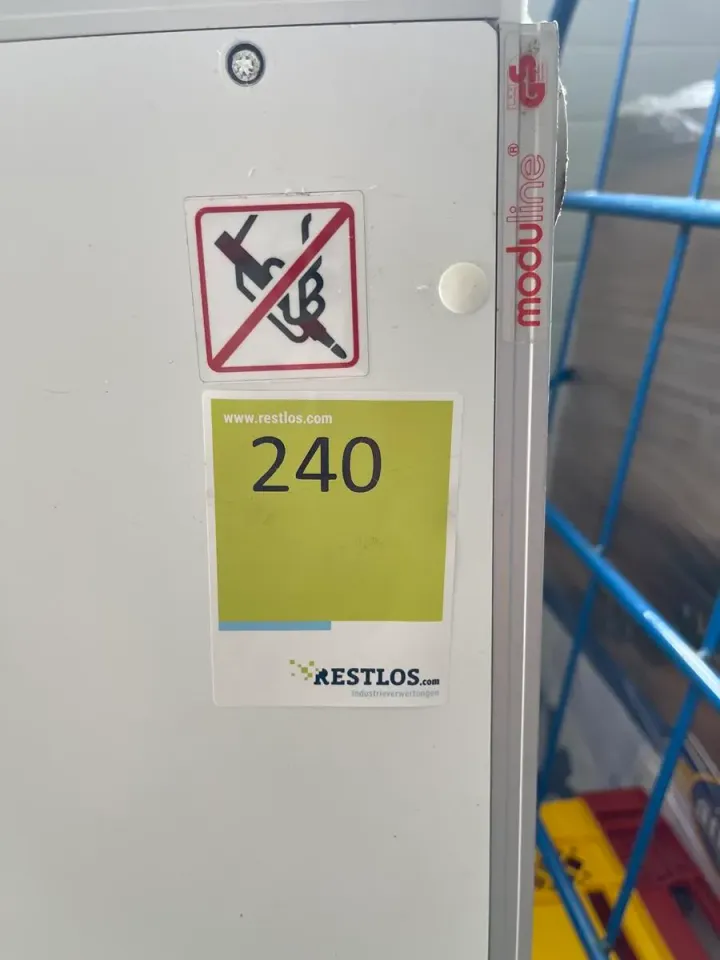 GS
moduline®
www.restlos.com
240
RESTLOS.com
Industrieverwertungen